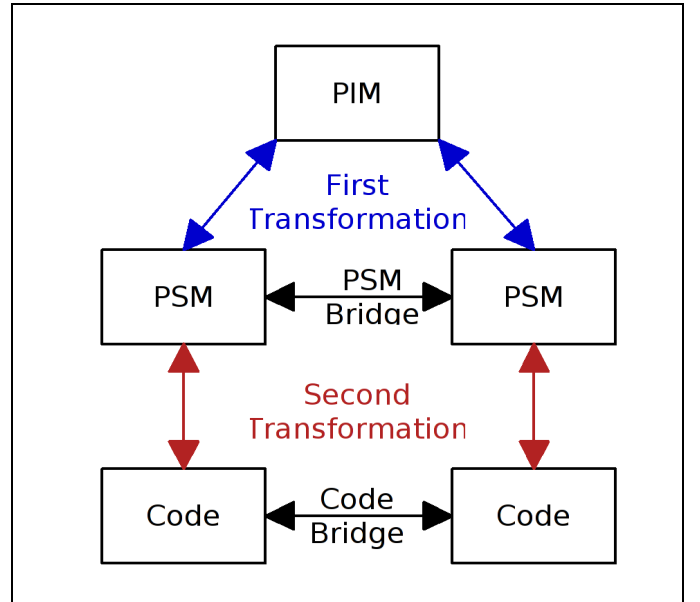 PIM
First
Transformation
PSM
PSM
Bridge
PSM
Second
Transformation
Code
Code
Bridge
Code